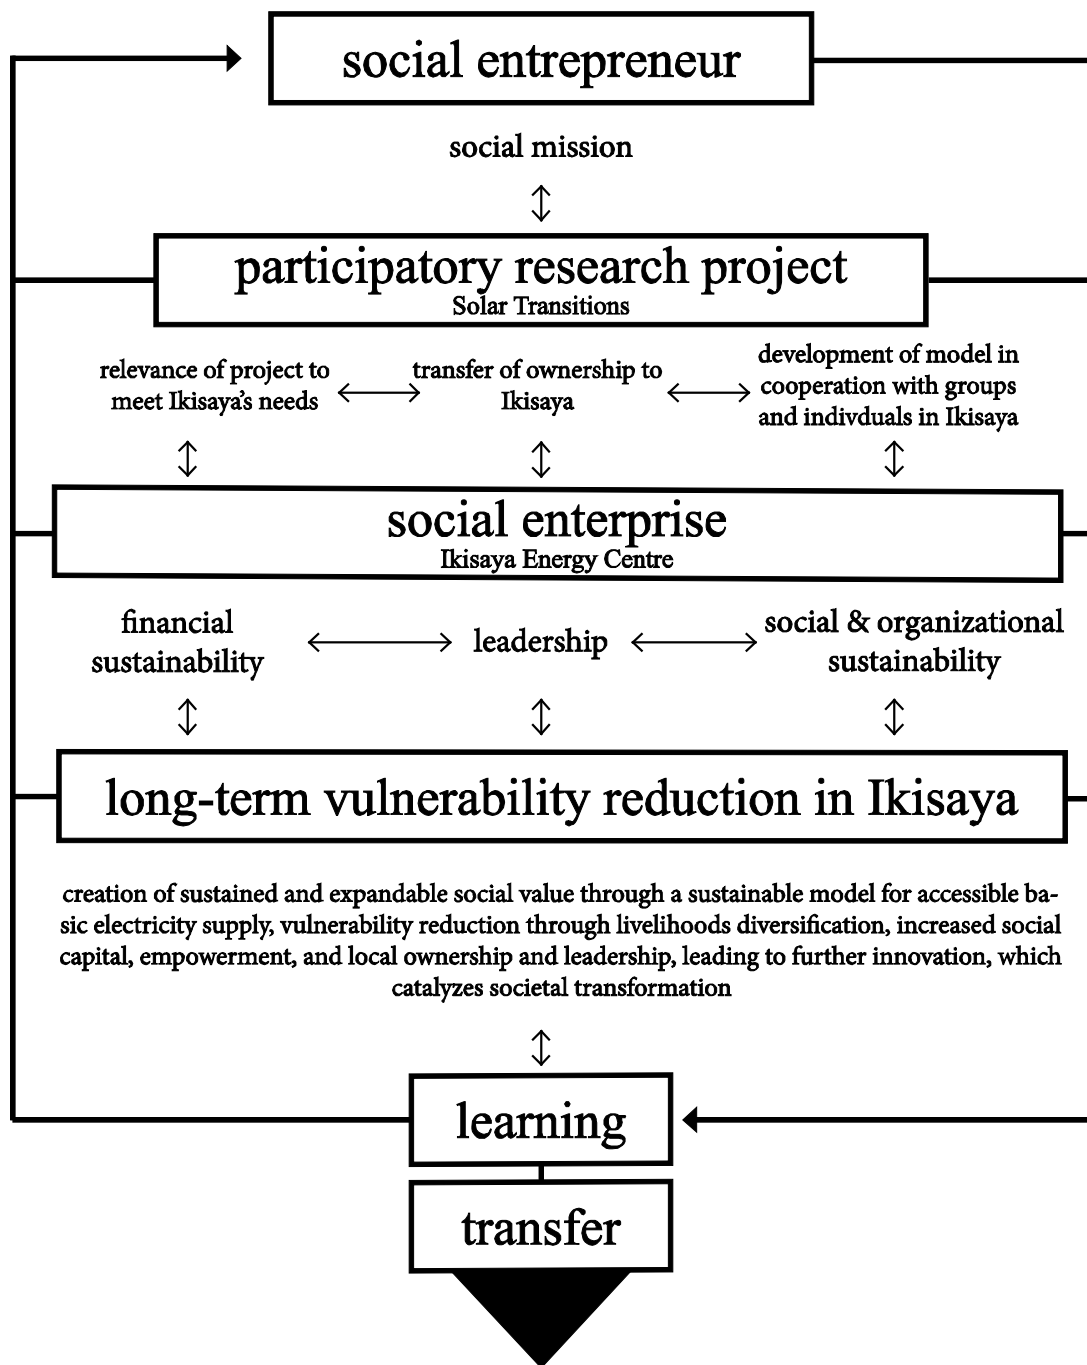 social entrepreneur
social mission
participatory research project
Solar Transitions
relevance of project to
meet Ikisaya's needs
transfer of ownership to
Ikisaya
development of model in
cooperation with groups
and indivduals in Ikisaya
social enterprise
Ikisaya Energy Centre
financial
sustainability
leadership
social & organizational
sustainability
long-term vulnerability reduction in Ikisaya
creation of sustained and expandable social value through a sustainable model for accessible ba-
sic electricity supply, vulnerability reduction through livelihoods diversification, increased social
capital, empowerment, and local ownership and leadership, leading to further innovation, which
catalyzes societal transformation
learning
transfer